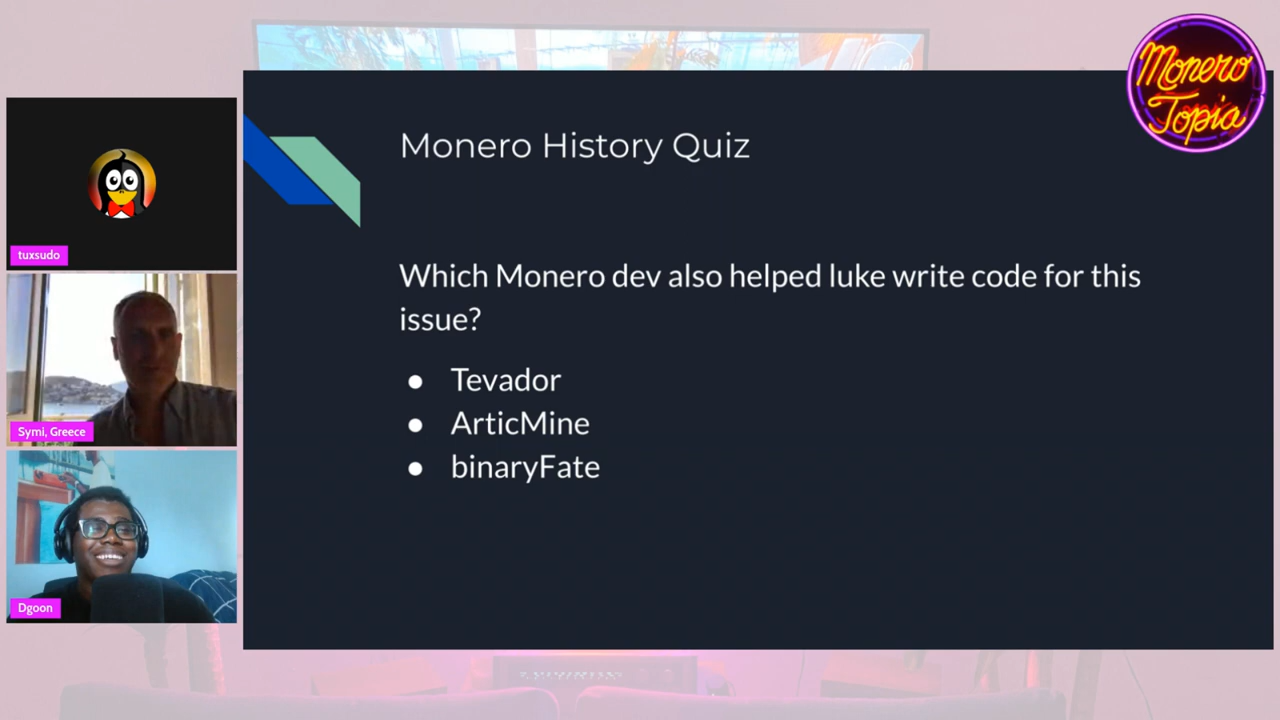 Monero
Topia
Monero History Quiz
tuxsudo
Which Monero dev also helped luke write code for this
issue?
Tevador
ArticMine
Symi, Greece
binaryFate
Dgoon